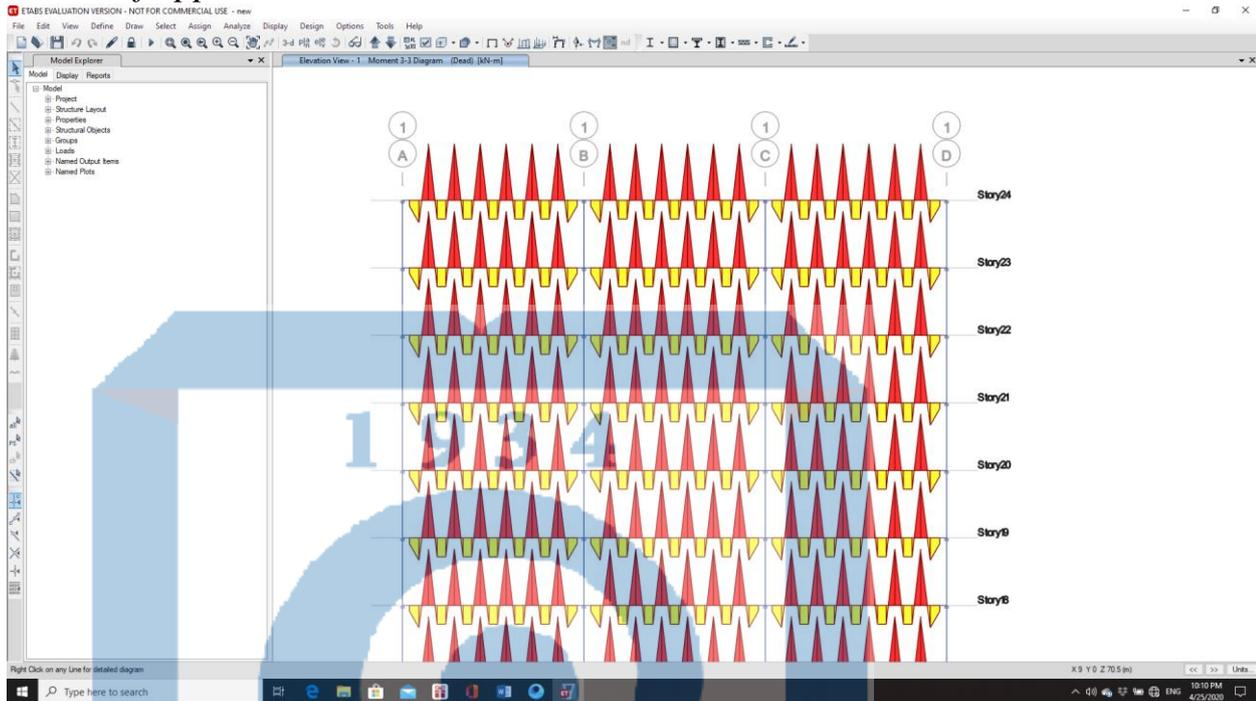 ETABS EVALUATION VERSION - NOT FOR COMMERCIAL USE - new
File Edit View Define Draw Select Assign Analyze Display Design Options Tools Help
Model Explorer
Elevation View - 1 Moment 3-3 Diagram (Dead) [kN-m]
Model Display Reports
Model
Project
Structure Layout
Properties
Structural Objects
Groups
Loads
Named Output Items
Named Plots
1 1 1 1
A B C D
Story24
Story23
Story22
Story21
Story20
Story19
Story18
1934
Right Click on any Line for detailed diagram
X 9 Y 0 Z 70.5 (m)
<< >> Units...
Type here to search
ENG
10:10 PM
4/25/2020